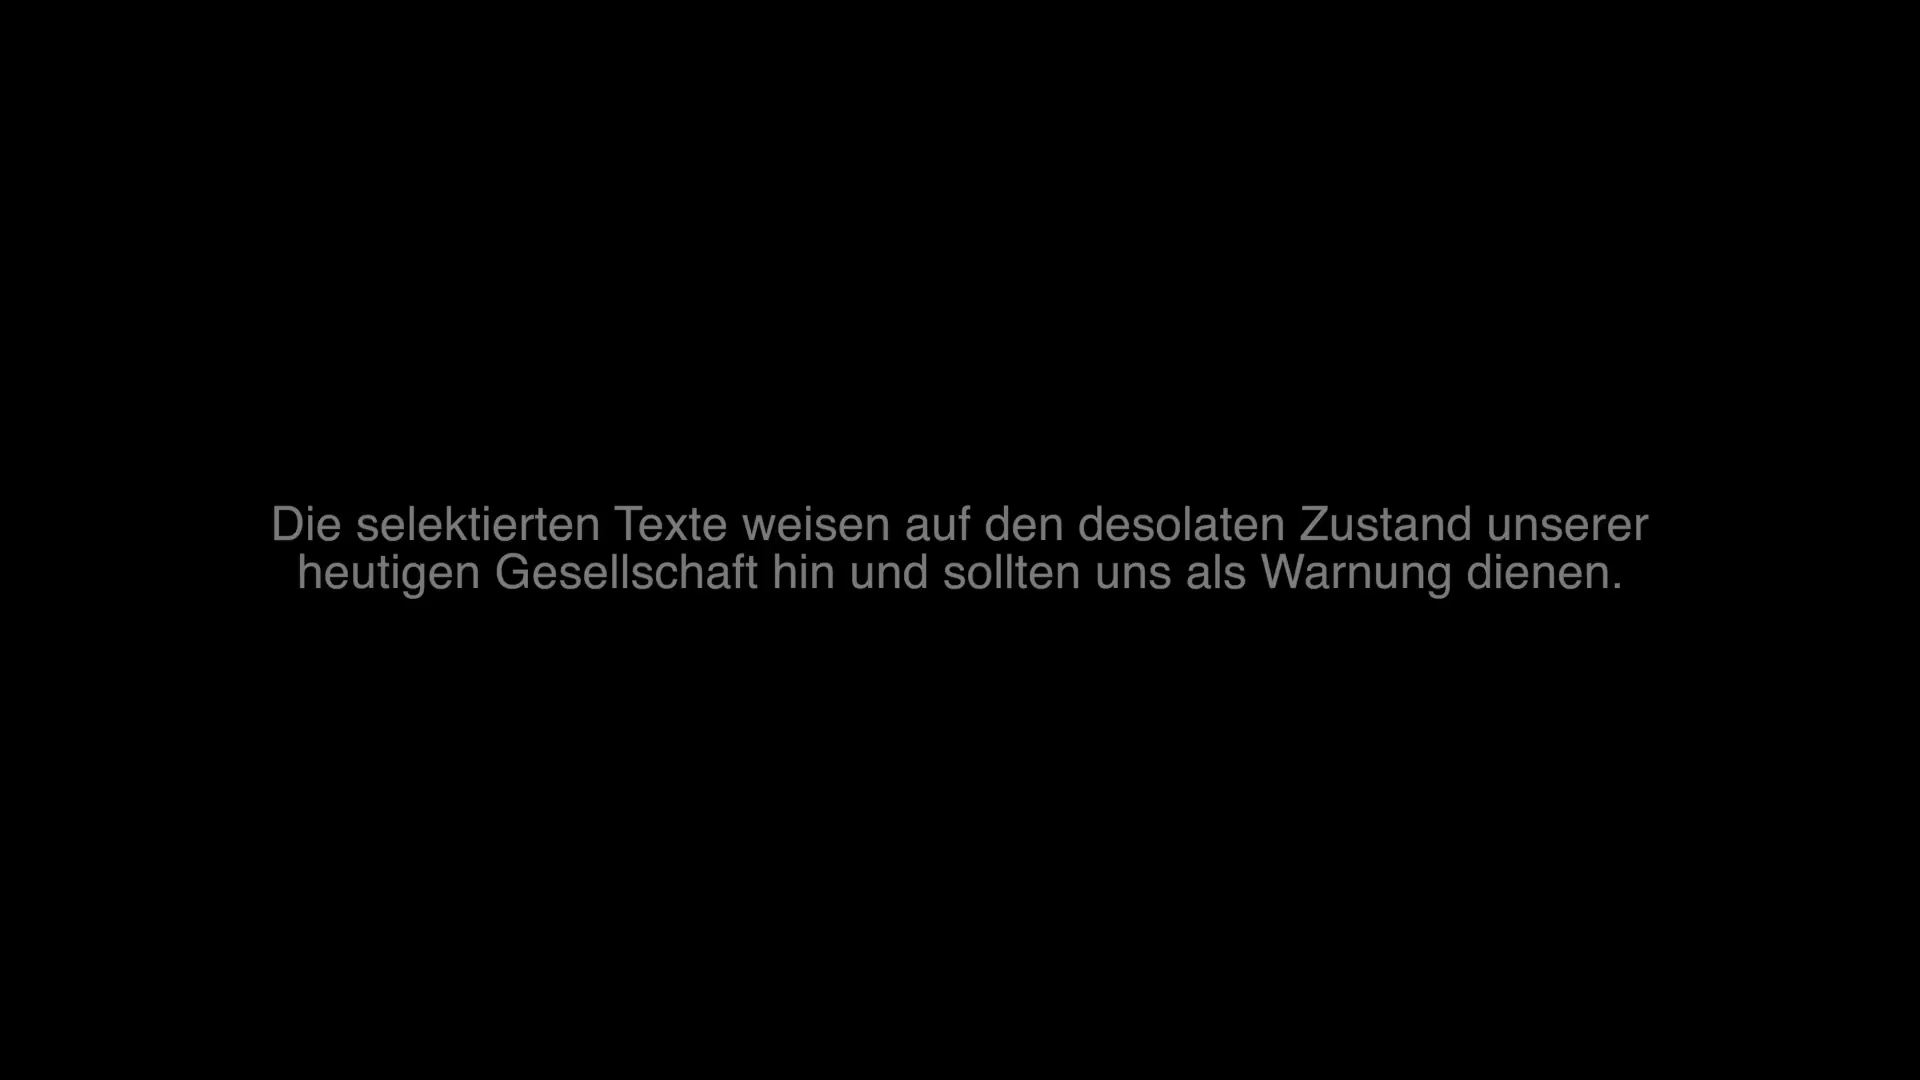 Die selektierten Texte weisen auf den desolaten Zustand unserer
heutigen Gesellschaft hin und sollten uns als Warnung dienen.